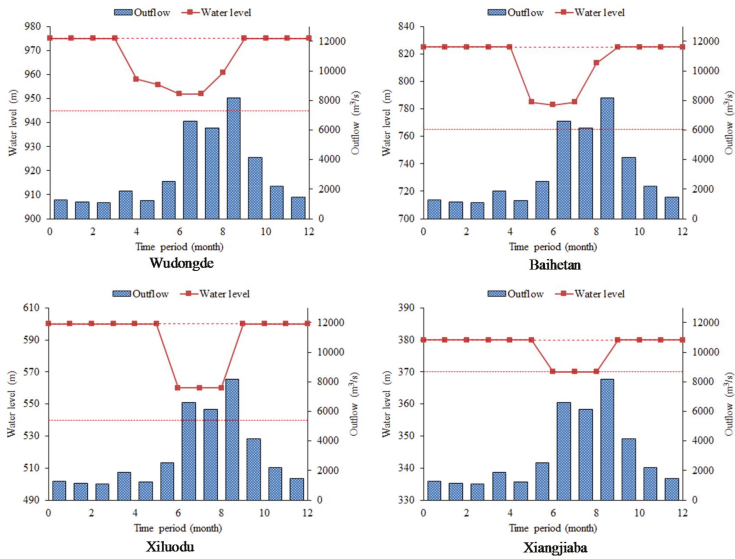 Outflow Water level
Water level (m)
980
970
960
950
940
930
920
910
900
Outflow (m³/s)
12000
10000
8000
6000
4000
2000
0
0 2 4 6 8 10 12
Time period (month)
Wudongde
Outflow Water level
Water level (m)
840
820
800
780
760
740
720
700
Outflow (m³/s)
12000
10000
8000
6000
4000
2000
0
0 2 4 6 8 10 12
Time period (month)
Baihetan
Outflow Water level
Water level (m)
610
590
570
550
530
510
490
Outflow (m³/s)
12000
10000
8000
6000
4000
2000
0
0 2 4 6 8 10 12
Time period (month)
Xiluodu
Outflow Water level
Water level (m)
390
380
370
360
350
340
330
Outflow (m³/s)
12000
10000
8000
6000
4000
2000
0
0 2 4 6 8 10 12
Time period (month)
Xiangjiaba